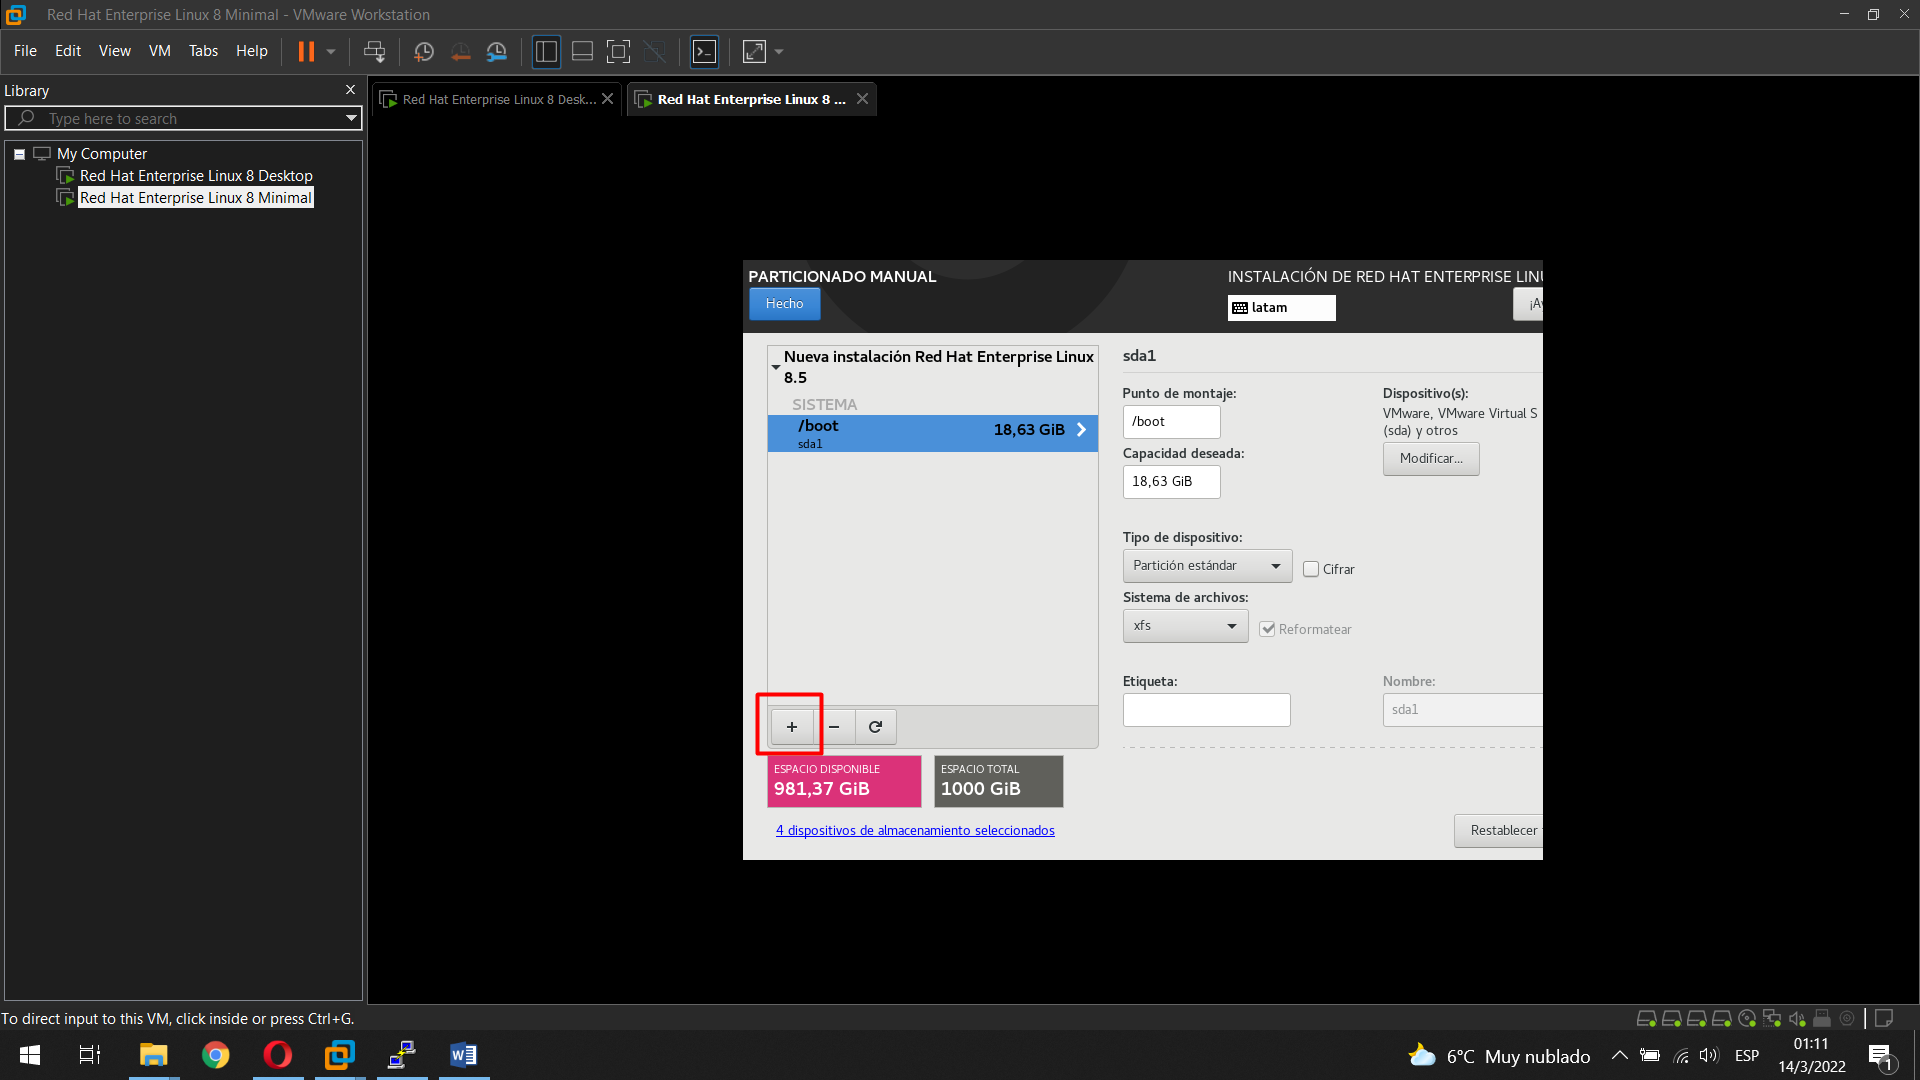 Red Hat Enterprise Linux 8 Minimal - VMware Workstation
File Edit View VM Tabs Help
Library
Type here to search
My Computer
Red Hat Enterprise Linux 8 Desktop
Red Hat Enterprise Linux 8 Minimal
Red Hat Enterprise Linux 8 Desk...
Red Hat Enterprise Linux 8 ...
PARTICIONADO MANUAL
INSTALACIÓN DE RED HAT ENTERPRISE LINU
Hecho
latam
¡Ay
Nueva instalación Red Hat Enterprise Linux
8.5
SISTEMA
/boot
18,63 GiB
sda1
sda1
Punto de montaje:
/boot
Capacidad deseada:
18,63 GiB
Dispositivo(s):
VMware, VMware Virtual S
(sda) y otros
Modificar...
Tipo de dispositivo:
Partición estándar
Cifrar
Sistema de archivos:
xfs
Reformatear
Etiqueta:
Nombre:
sda1
ESPACIO DISPONIBLE
981,37 GiB
ESPACIO TOTAL
1000 GiB
4 dispositivos de almacenamiento seleccionados
Restablecer
To direct input to this VM, click inside or press Ctrl+G.
6°C Muy nublado
ESP
01:11
14/3/2022
1